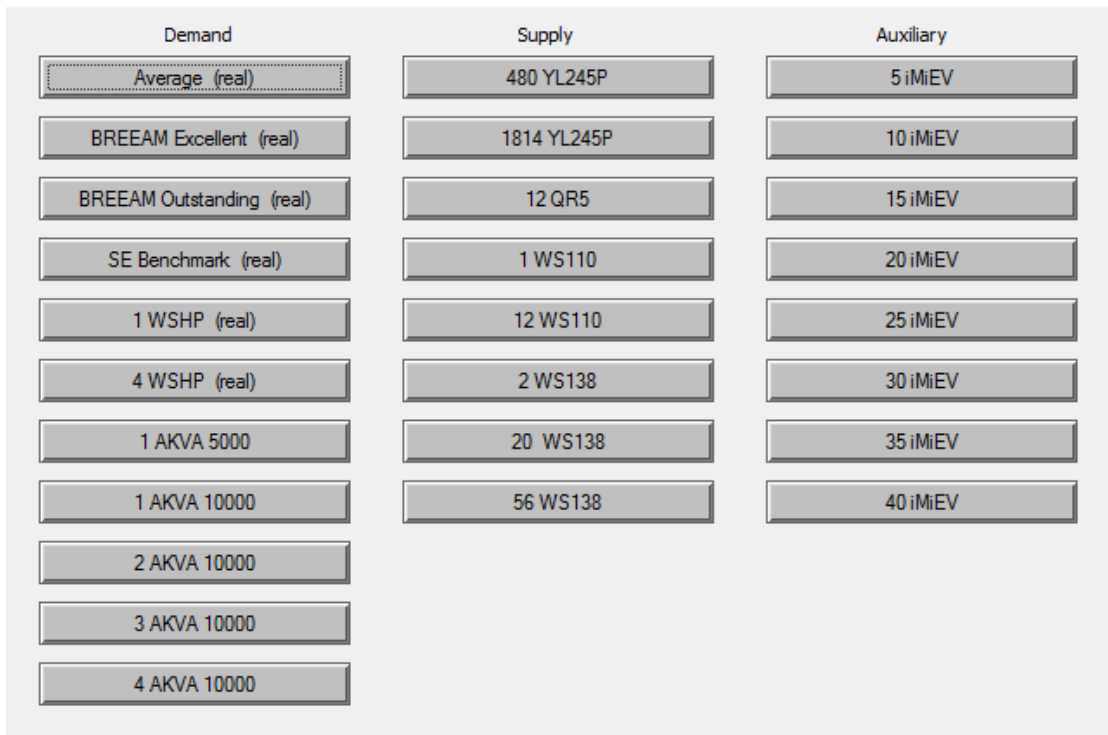 Demand Supply Auxiliary
Average (real) 480 YL245P 5 iMiEV
BREEAM Excellent (real) 1814 YL245P 10 iMiEV
BREEAM Outstanding (real) 12 QR5 15 iMiEV
SE Benchmark (real) 1 WS110 20 iMiEV
1 WSHP (real) 12 WS110 25 iMiEV
4 WSHP (real) 2 WS138 30 iMiEV
1 AKVA 5000 20 WS138 35 iMiEV
1 AKVA 10000 56 WS138 40 iMiEV
2 AKVA 10000
3 AKVA 10000
4 AKVA 10000